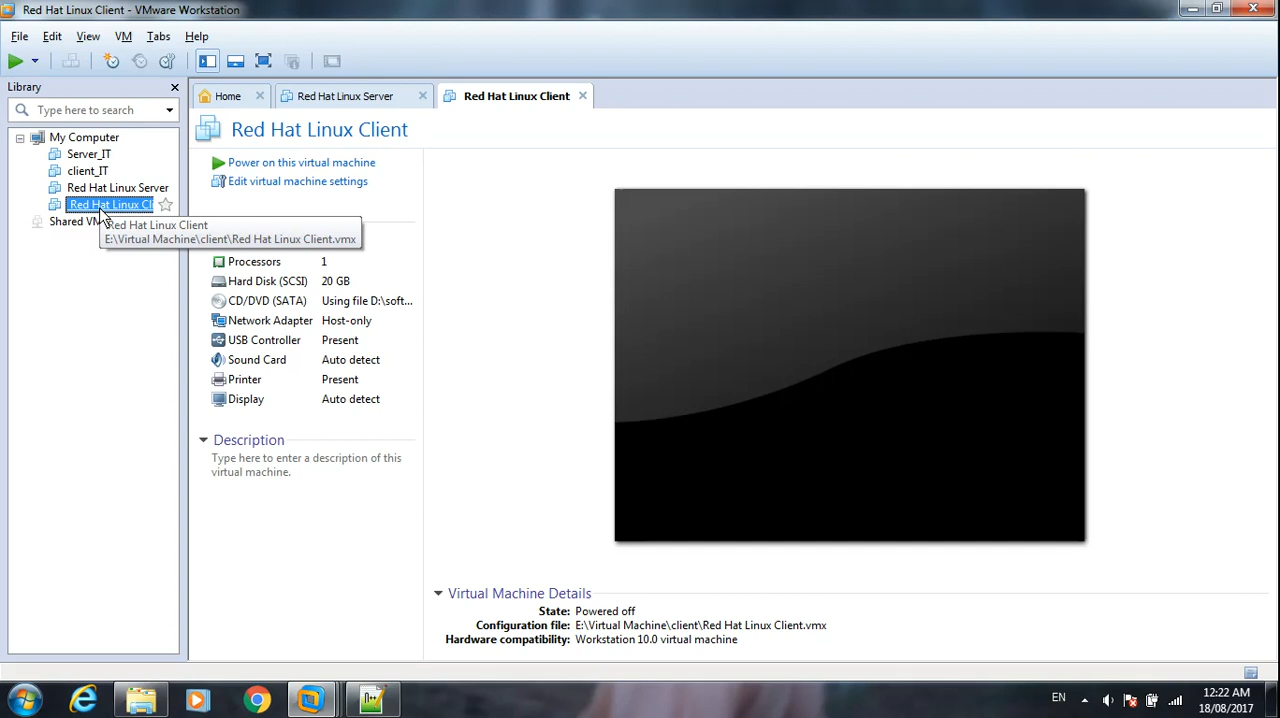 Red Hat Linux Client - VMware Workstation
File Edit View VM Tabs Help
Library
Type here to search
My Computer
Server_IT
client_IT
Red Hat Linux Server
Red Hat Linux Cli
Shared VM
Red Hat Linux Client
E:\Virtual Machine\client\Red Hat Linux Client.vmx
Home
Red Hat Linux Server
Red Hat Linux Client
Red Hat Linux Client
Power on this virtual machine
Edit virtual machine settings
Processors 1
Hard Disk (SCSI) 20 GB
CD/DVD (SATA) Using file D:\soft...
Network Adapter Host-only
USB Controller Present
Sound Card Auto detect
Printer Present
Display Auto detect
Description
Type here to enter a description of this
virtual machine.
Virtual Machine Details
State: Powered off
Configuration file: E:\Virtual Machine\client\Red Hat Linux Client.vmx
Hardware compatibility: Workstation 10.0 virtual machine
EN
12:22 AM
18/08/2017